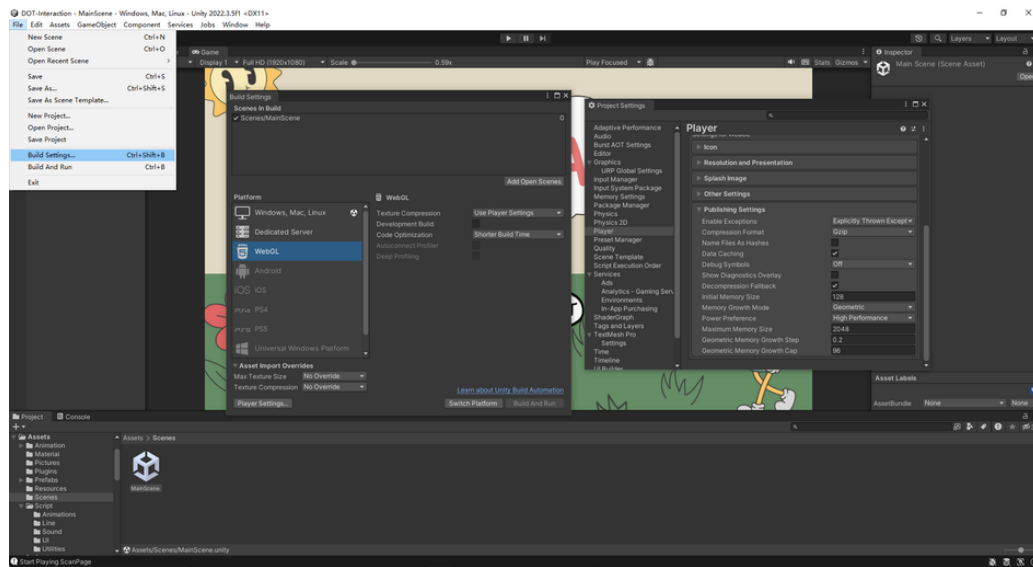 DOT-Interaction - MainScene - Windows, Mac, Linux - Unity 2022.3.5f1 <DX11>
File Edit Assets GameObject Component Services Jobs Window Help
New Scene Ctrl+N
Open Scene Ctrl+O
Open Recent Scene
Save Ctrl+S
Save As... Ctrl+Shift+S
Save As Scene Template...
New Project...
Open Project...
Save Project
Build Settings... Ctrl+Shift+B
Build And Run Ctrl+B
Exit
Layers Layout
Game
Display 1 Full HD (1920x1080) Scale 0.59x Play Focused Stats Gizmos
Build Settings
Scenes In Build
Scenes/MainScene 0
Add Open Scenes
Platform
Windows, Mac, Linux
Dedicated Server
WebGL
Android
iOS iOS
PS4
PS5
Universal Windows Platform
WebGL
Texture Compression Use Player Settings
Development Build
Code Optimization Shorter Build Time
Autoconnect Profiler
Deep Profiling
Asset Import Overrides
Max Texture Size No Override
Texture Compression No Override
Learn about Unity Build Automation
Player Settings... Switch Platform Build And Run
Project Settings
Adaptive Performance
Audio
Burst AOT Settings
Editor
Graphics
URP Global Settings
Input Manager
Input System Package
Memory Settings
Package Manager
Physics
Physics 2D
Player
Preset Manager
Quality
Scene Template
Script Execution Order
Services
Ads
Analytics - Gaming Serv
Environments
In-App Purchasing
ShaderGraph
Tags and Layers
TextMesh Pro
Settings
Time
Timeline
UI Builder
Player
Icon
Resolution and Presentation
Splash Image
Other Settings
Publishing Settings
Enable Exceptions Explicitly Thrown Except
Compression Format Gzip
Name Files As Hashes
Data Caching
Debug Symbols Off
Show Diagnostics Overlay
Decompression Fallback
Initial Memory Size 128
Memory Growth Mode Geometric
Power Preference High Performance
Maximum Memory Size 2048
Geometric Memory Growth Step 0.2
Geometric Memory Growth Cap 96
Inspector
Main Scene (Scene Asset)
Open
Asset Labels
AssetBundle None None
Project Console
Assets
Animation
Material
Pictures
Plugins
Prefabs
Resources
Scenes
Script
Animations
Line
Sound
UI
Utilities
Assets > Scenes
MainScene
Assets/Scenes/MainScene.unity
Start Playing ScanPage